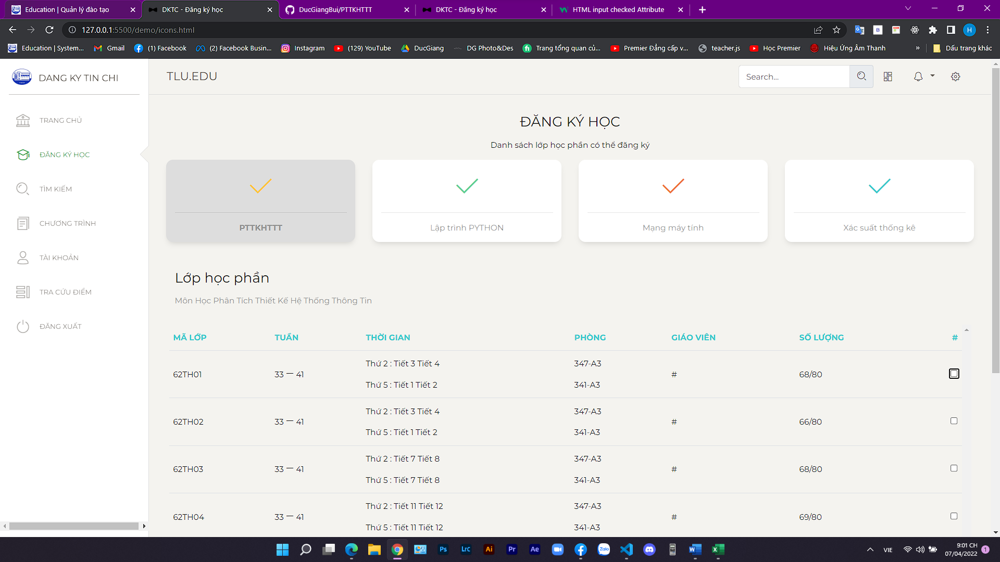 Education | Quản lý đào tạo
DKTC - Đăng ký học
DucGiangBui/PTTKHTTT
DKTC - Đăng ký học
HTML input checked Attribute
127.0.0.1:5500/demo/icons.html
H
Education | System...
Gmail
(1) Facebook
(2) Facebook Busin...
Instagram
(129) YouTube
DucGiang
DG Photo&Des
Trang tổng quan củ...
Premier Đẳng cấp v...
teacher.js
Học Premier
Hiệu Ứng Âm Thanh
»
Dấu trang khác
DANG KY TIN CHI
TLU.EDU
Search...
TRANG CHỦ
ĐĂNG KÝ HỌC
TÌM KIẾM
CHƯƠNG TRÌNH
TÀI KHOẢN
TRA CỨU ĐIỂM
ĐĂNG XUẤT
ĐĂNG KÝ HỌC
Danh sách lớp học phần có thể đăng ký
PTTKHTTT
Lập trình PYTHON
Mạng máy tính
Xác suất thống kê
Lớp học phần
Môn Học Phân Tích Thiết Kế Hệ Thống Thông Tin
MÃ LỚP TUẦN THỜI GIAN PHÒNG GIÁO VIÊN SỐ LƯỢNG #
Thứ 2 : Tiết 3 Tiết 4 347-A3
62TH01 33 — 41 # 68/80
Thứ 5 : Tiết 1 Tiết 2 341-A3
Thứ 2 : Tiết 3 Tiết 4 347-A3
62TH02 33 — 41 # 66/80
Thứ 5 : Tiết 1 Tiết 2 341-A3
Thứ 2 : Tiết 7 Tiết 8 347-A3
62TH03 33 — 41 # 68/80
Thứ 5 : Tiết 7 Tiết 8 341-A3
Thứ 2 : Tiết 11 Tiết 12 347-A3
62TH04 33 — 41 # 69/80
Thứ 5 : Tiết 11 Tiết 12 341-A3
Ps
LrC
Ai
Pr
Ae
Zalo
VIE
9:01 CH
07/04/2022
1